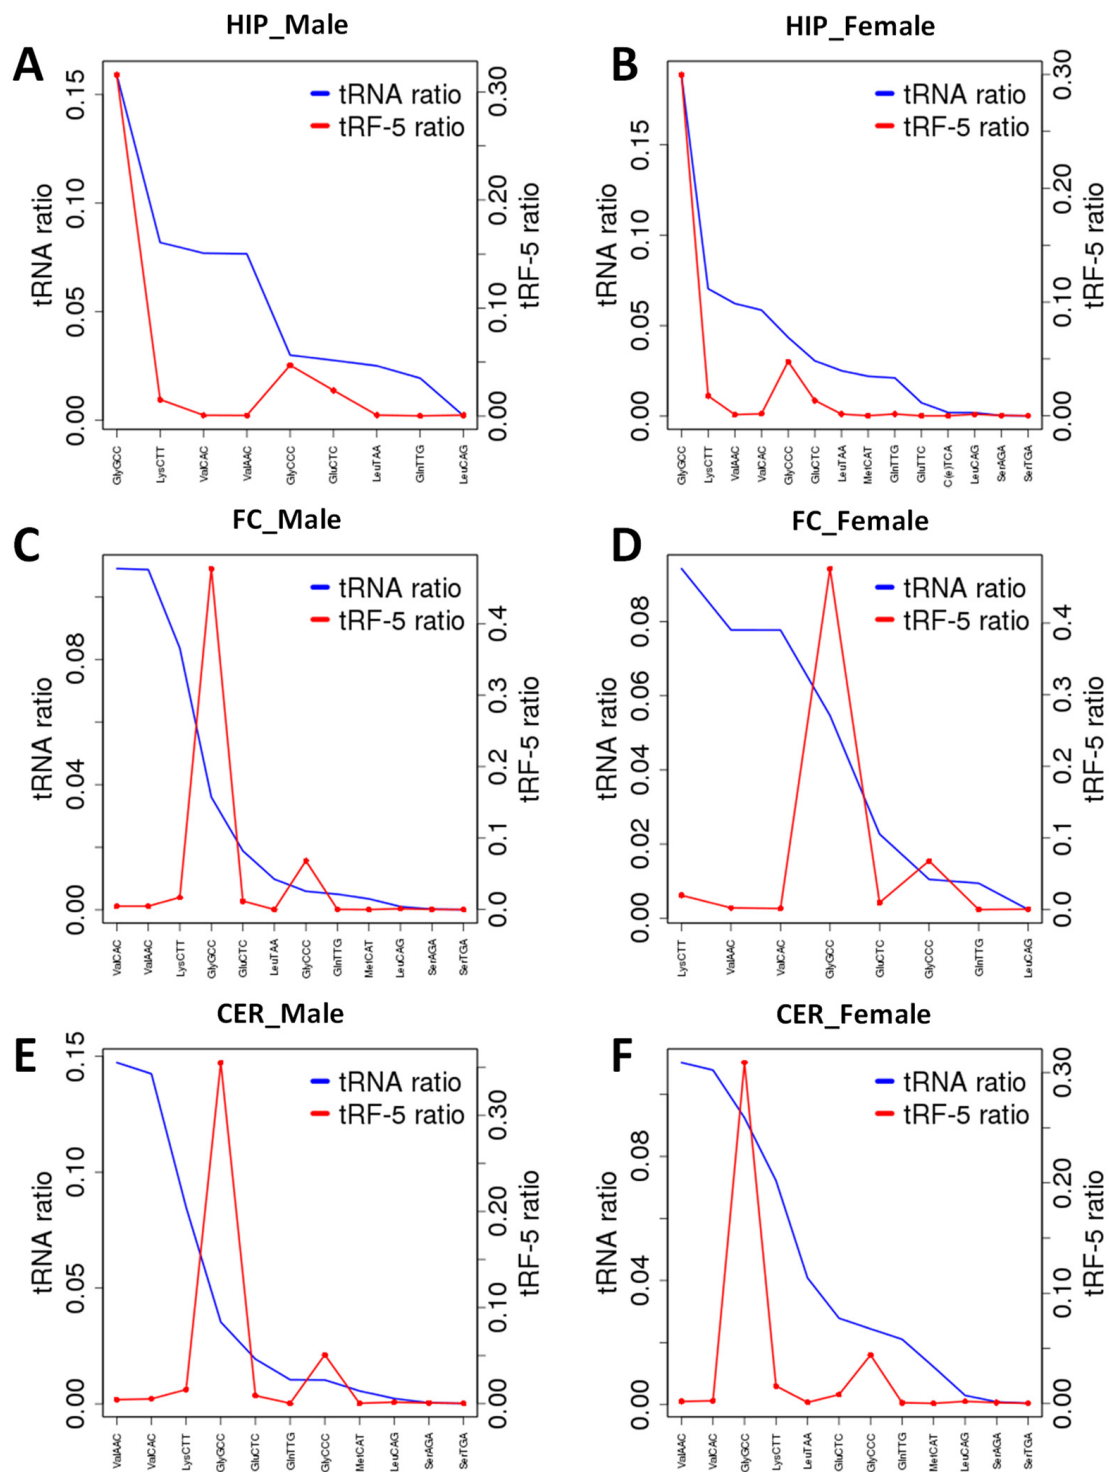 HIP_Male
A
tRNA ratio
tRF-5 ratio
tRNA ratio
0.00 0.05 0.10 0.15
tRF-5 ratio
0.00 0.10 0.20 0.30
GlyGCC LysCTT ValCAC ValAAC GlyCCC GluCTC LeuTAA GlnTTG LeuCAG
HIP_Female
B
tRNA ratio
tRF-5 ratio
tRNA ratio
0.00 0.05 0.10 0.15
tRF-5 ratio
0.00 0.10 0.20 0.30
GlyGCC LysCTT ValAAC ValCAC GlyCCC GluCTC LeuTAA MetCAT GlnTTG GluTTC C(e)TCA LeuCAG SerAGA SerTGA
FC_Male
C
tRNA ratio
tRF-5 ratio
tRNA ratio
0.00 0.04 0.08
tRF-5 ratio
0.0 0.1 0.2 0.3 0.4
ValCAC ValAAC LysCTT GlyGCC GluCTC LeuTAA GlyCCC GlnTTG MetCAT LeuCAG SerAGA SerTGA
FC_Female
D
tRNA ratio
tRF-5 ratio
tRNA ratio
0.00 0.02 0.04 0.06 0.08
tRF-5 ratio
0.0 0.1 0.2 0.3 0.4
LysCTT ValAAC ValCAC GlyGCC GluCTC GlyCCC GlnTTG LeuCAG
CER_Male
E
tRNA ratio
tRF-5 ratio
tRNA ratio
0.00 0.05 0.10 0.15
tRF-5 ratio
0.00 0.10 0.20 0.30
ValAAC ValCAC LysCTT GlyGCC GluCTC GlnTTG GlyCCC MetCAT LeuCAG SerAGA SerTGA
CER_Female
F
tRNA ratio
tRF-5 ratio
tRNA ratio
0.00 0.04 0.08
tRF-5 ratio
0.00 0.10 0.20 0.30
ValAAC ValCAC GlyGCC LysCTT LeuTAA GluCTC GlyCCC GlnTTG MetCAT LeuCAG SerAGA SerTGA